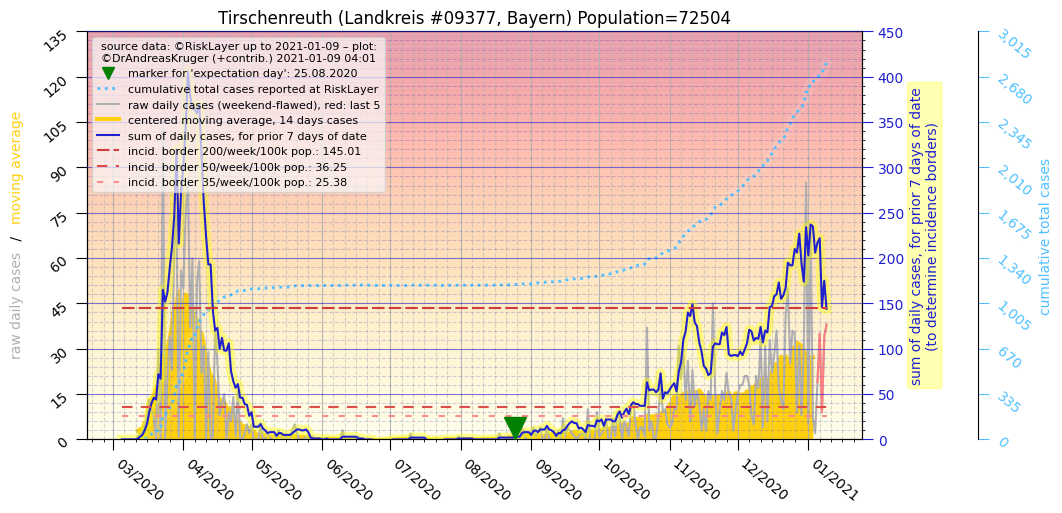 Tirschenreuth (Landkreis #09377, Bayern) Population=72504
source data: ©RiskLayer up to 2021-01-09 – plot:
©DrAndreasKruger (+contrib.) 2021-01-09 04:01
marker for 'expectation day': 25.08.2020
cumulative total cases reported at RiskLayer
raw daily cases (weekend-flawed), red: last 5
centered moving average, 14 days cases
sum of daily cases, for prior 7 days of date
incid. border 200/week/100k pop.: 145.01
incid. border 50/week/100k pop.: 36.25
incid. border 35/week/100k pop.: 25.38
raw daily cases / moving average
135
120
105
90
75
60
45
30
15
0
03/2020
04/2020
05/2020
06/2020
07/2020
08/2020
09/2020
10/2020
11/2020
12/2020
01/2021
450
400
350
300
250
200
150
100
50
0
sum of daily cases, for prior 7 days of date
(to determine incidence borders)
3,015
2,680
2,345
2,010
1,675
1,340
1,005
670
335
0
cumulative total cases